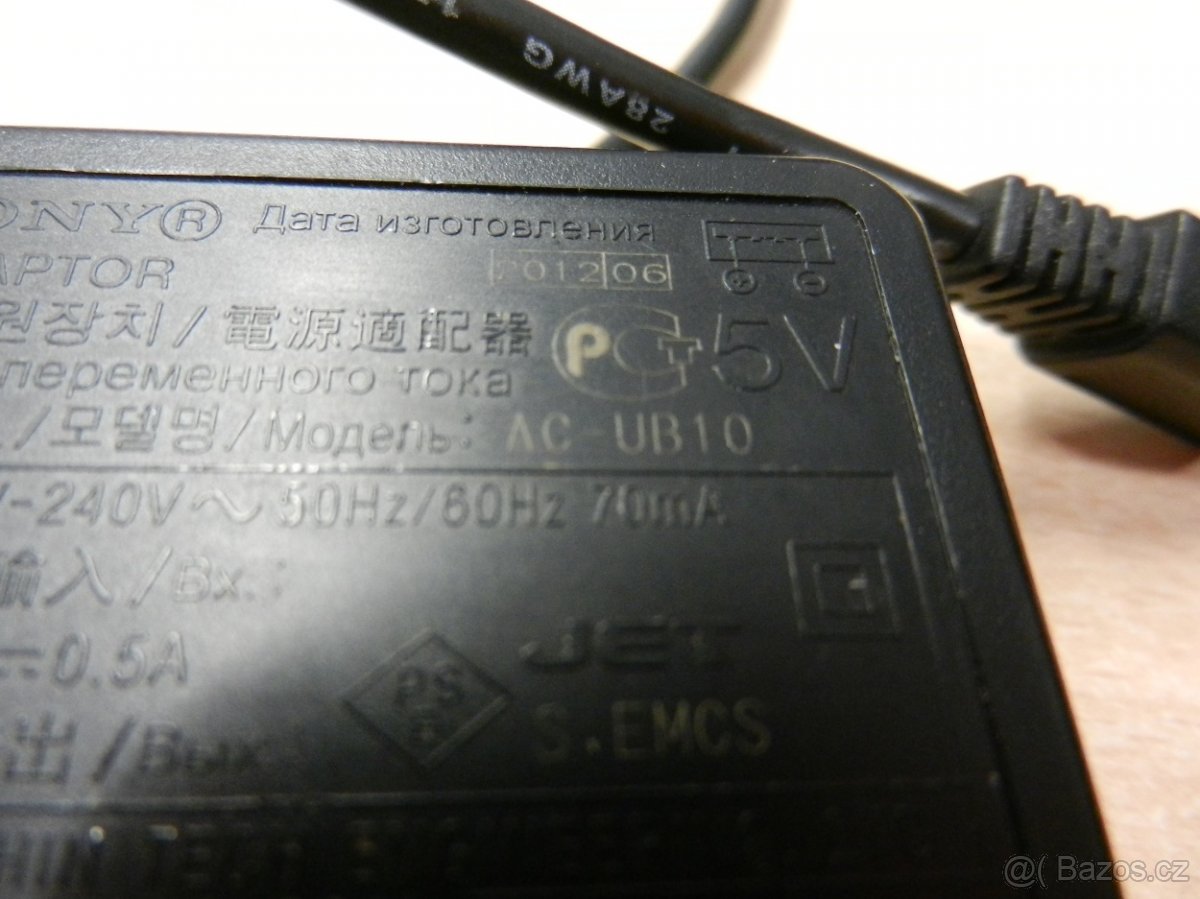 28AWG
ONY® Дата изготовления
APTOR 201206
원장치/電源適配器 5V
переменного тока
/모델명/Модель: AC-UB10
V-240V～50Hz/60Hz 70mA
輸入/Вх.:
0.5A JET
PS
E
S.EMCS
出/Вых
@( Bazos.cz